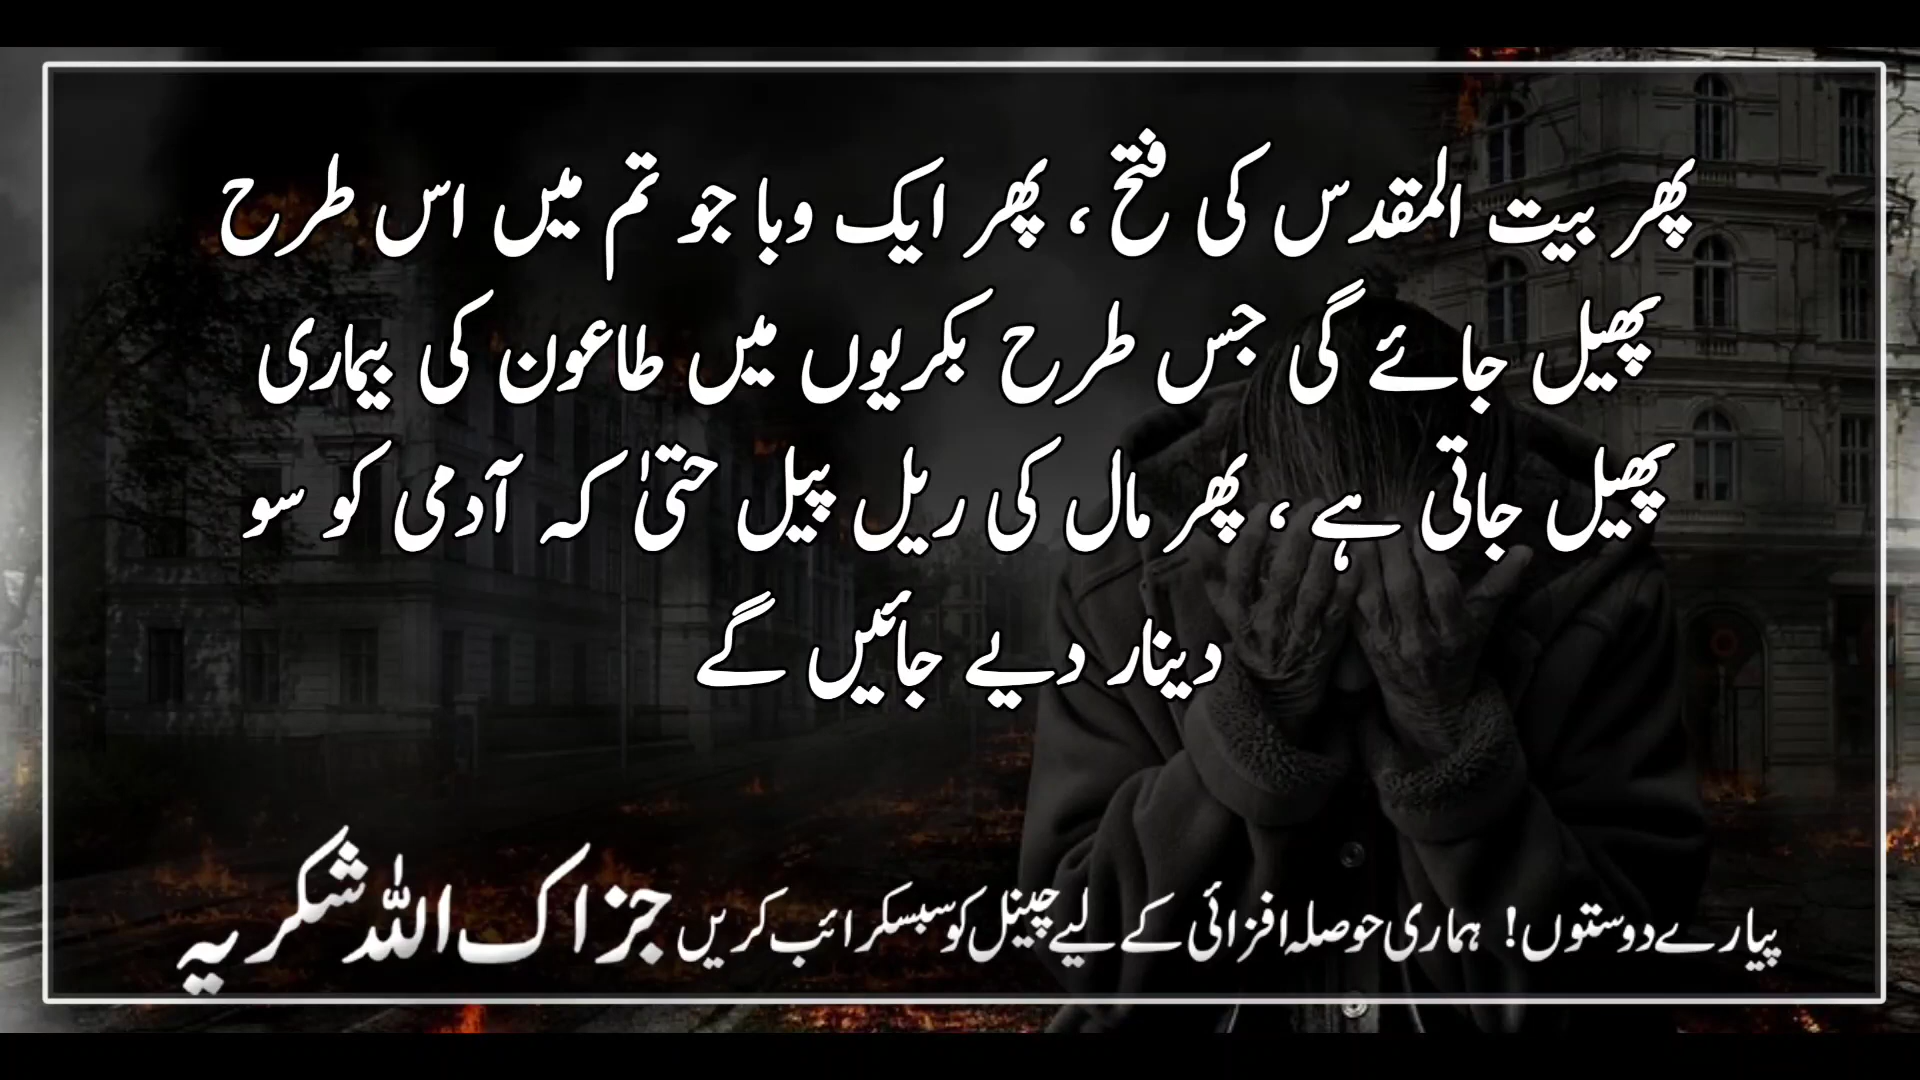 پھر بیت المقدس کی فتح ، پھر ایک وبا جو تم میں اس طرح
پھیل جائے گی جس طرح بکریوں میں طاعون کی بیماری
پھیل جاتی ہے ، پھر مال کی ریل پیل حتیٰ کہ آدمی کو سو
دینار دیے جائیں گے
پیارے دوستوں! ہماری حوصلہ افزائی کے لیے چینل کو سبسکرائب کریں جزاک اللہ شکریہ